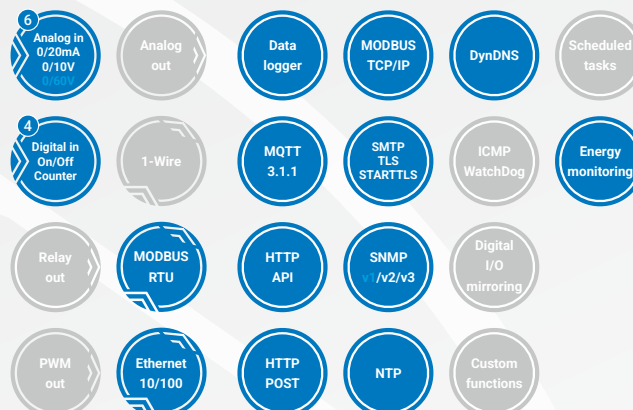 6
Analog in
0/20mA
0/10V
0/60V
Analog
out
Data
logger
MODBUS
TCP/IP
DynDNS
Scheduled
tasks
4
Digital in
On/Off
Counter
1-Wire
MQTT
3.1.1
SMTP
TLS
STARTTLS
ICMP
WatchDog
Energy
monitoring
Relay
out
MODBUS
RTU
HTTP
API
SNMP
v1/v2/v3
Digital
I/O
mirroring
PWM
out
Ethernet
10/100
HTTP
POST
NTP
Custom
functions